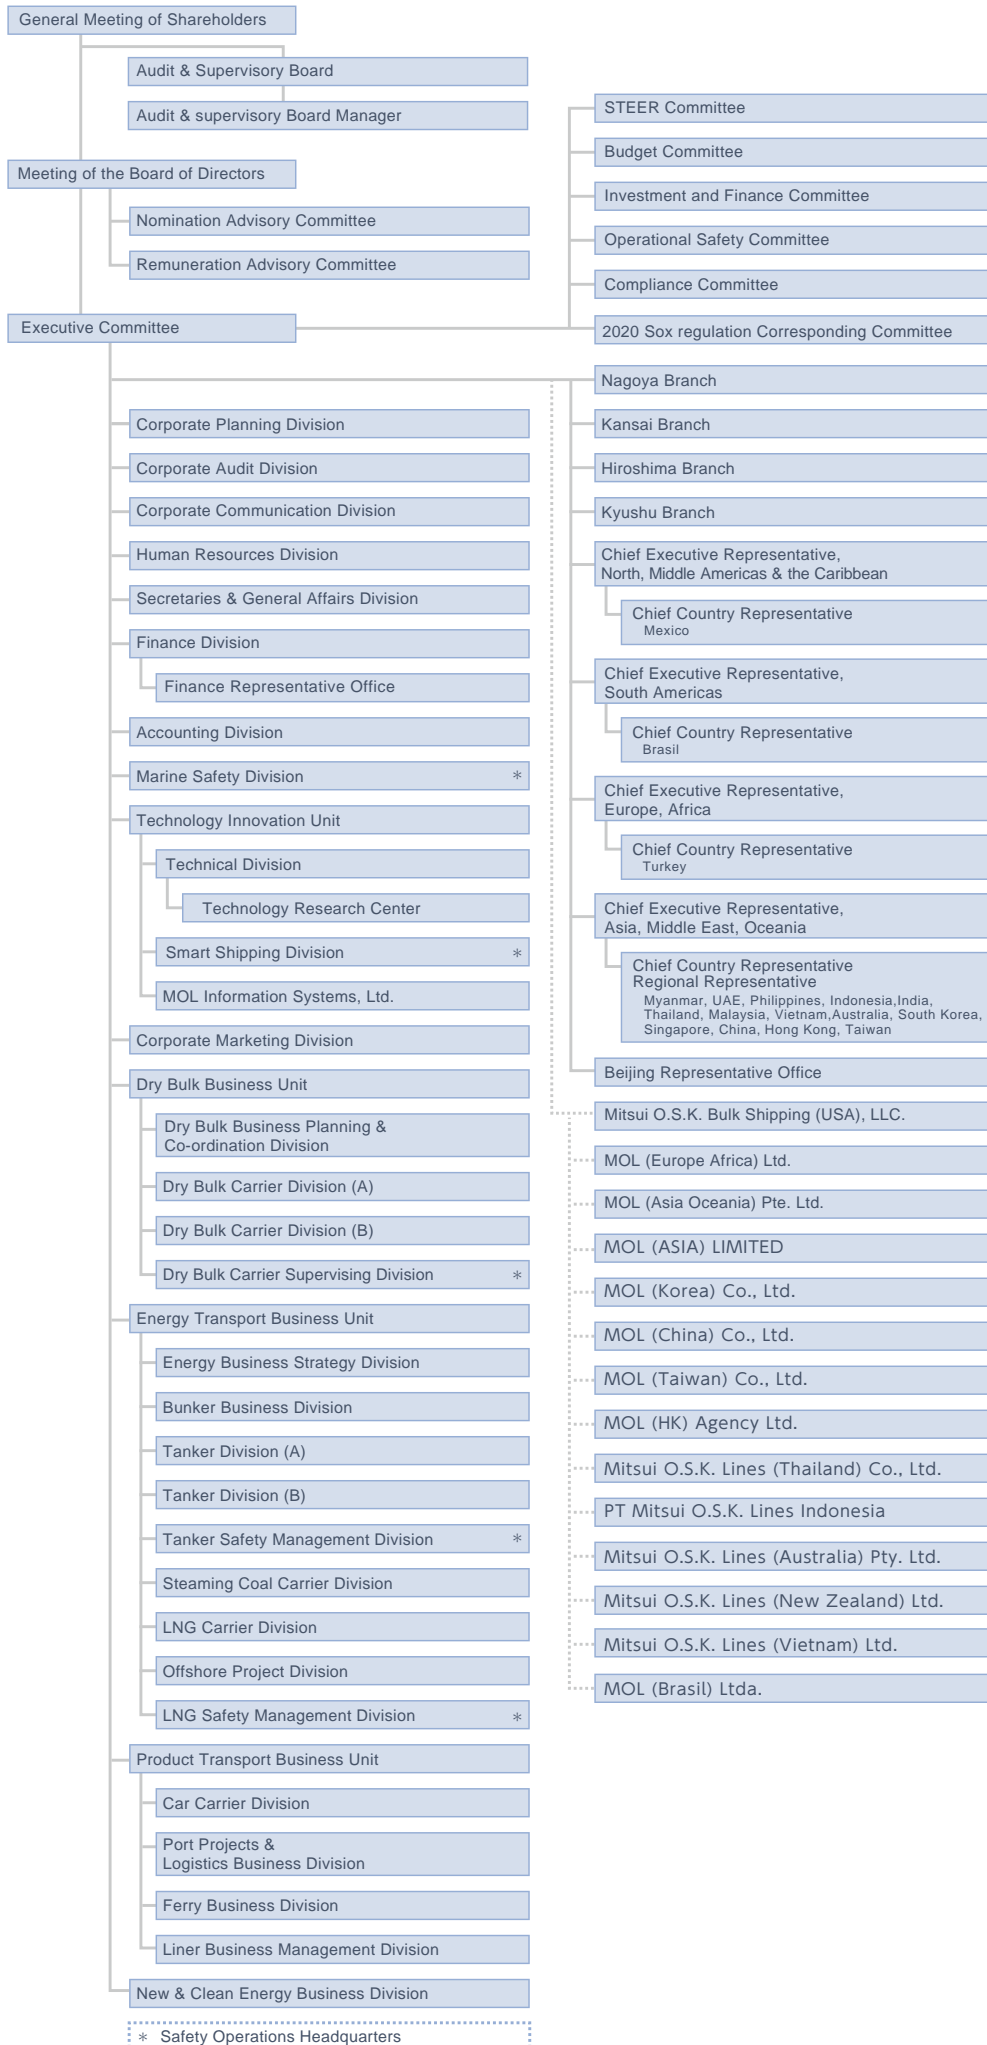 General Meeting of Shareholders
Audit & Supervisory Board
Audit & supervisory Board Manager
Meeting of the Board of Directors
Nomination Advisory Committee
Remuneration Advisory Committee
Executive Committee
STEER Committee
Budget Committee
Investment and Finance Committee
Operational Safety Committee
Compliance Committee
2020 Sox regulation Corresponding Committee
Corporate Planning Division
Corporate Audit Division
Corporate Communication Division
Human Resources Division
Secretaries & General Affairs Division
Finance Division
Finance Representative Office
Accounting Division
Marine Safety Division *
Technology Innovation Unit
Technical Division
Technology Research Center
Smart Shipping Division *
MOL Information Systems, Ltd.
Corporate Marketing Division
Dry Bulk Business Unit
Dry Bulk Business Planning &
Co-ordination Division
Dry Bulk Carrier Division (A)
Dry Bulk Carrier Division (B)
Dry Bulk Carrier Supervising Division *
Energy Transport Business Unit
Energy Business Strategy Division
Bunker Business Division
Tanker Division (A)
Tanker Division (B)
Tanker Safety Management Division *
Steaming Coal Carrier Division
LNG Carrier Division
Offshore Project Division
LNG Safety Management Division *
Product Transport Business Unit
Car Carrier Division
Port Projects &
Logistics Business Division
Ferry Business Division
Liner Business Management Division
New & Clean Energy Business Division
* Safety Operations Headquarters
Nagoya Branch
Kansai Branch
Hiroshima Branch
Kyushu Branch
Chief Executive Representative,
North, Middle Americas & the Caribbean
Chief Country Representative
Mexico
Chief Executive Representative,
South Americas
Chief Country Representative
Brasil
Chief Executive Representative,
Europe, Africa
Chief Country Representative
Turkey
Chief Executive Representative,
Asia, Middle East, Oceania
Chief Country Representative
Regional Representative
Myanmar, UAE, Philippines, Indonesia,India,
Thailand, Malaysia, Vietnam,Australia, South Korea,
Singapore, China, Hong Kong, Taiwan
Beijing Representative Office
Mitsui O.S.K. Bulk Shipping (USA), LLC.
MOL (Europe Africa) Ltd.
MOL (Asia Oceania) Pte. Ltd.
MOL (ASIA) LIMITED
MOL (Korea) Co., Ltd.
MOL (China) Co., Ltd.
MOL (Taiwan) Co., Ltd.
MOL (HK) Agency Ltd.
Mitsui O.S.K. Lines (Thailand) Co., Ltd.
PT Mitsui O.S.K. Lines Indonesia
Mitsui O.S.K. Lines (Australia) Pty. Ltd.
Mitsui O.S.K. Lines (New Zealand) Ltd.
Mitsui O.S.K. Lines (Vietnam) Ltd.
MOL (Brasil) Ltda.